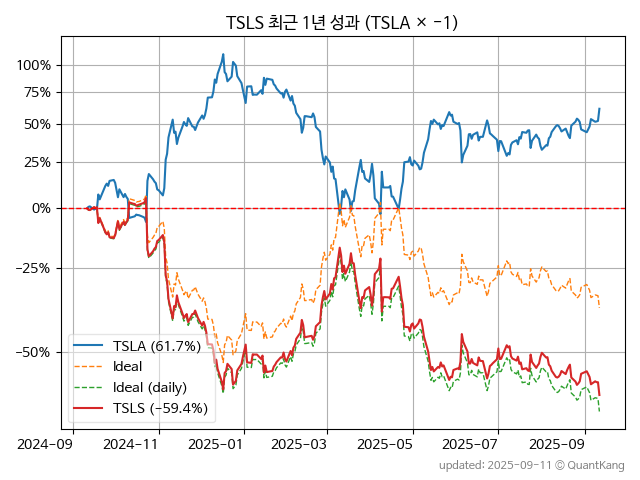 TSLS 최근 1년 성과 (TSLA × −1)
100%
75%
50%
25%
0%
−25%
−50%
TSLA (61.7%)
Ideal
Ideal (daily)
TSLS (−59.4%)
2024-09
2024-11
2025-01
2025-03
2025-05
2025-07
2025-09
updated: 2025-09-11 © QuantKang